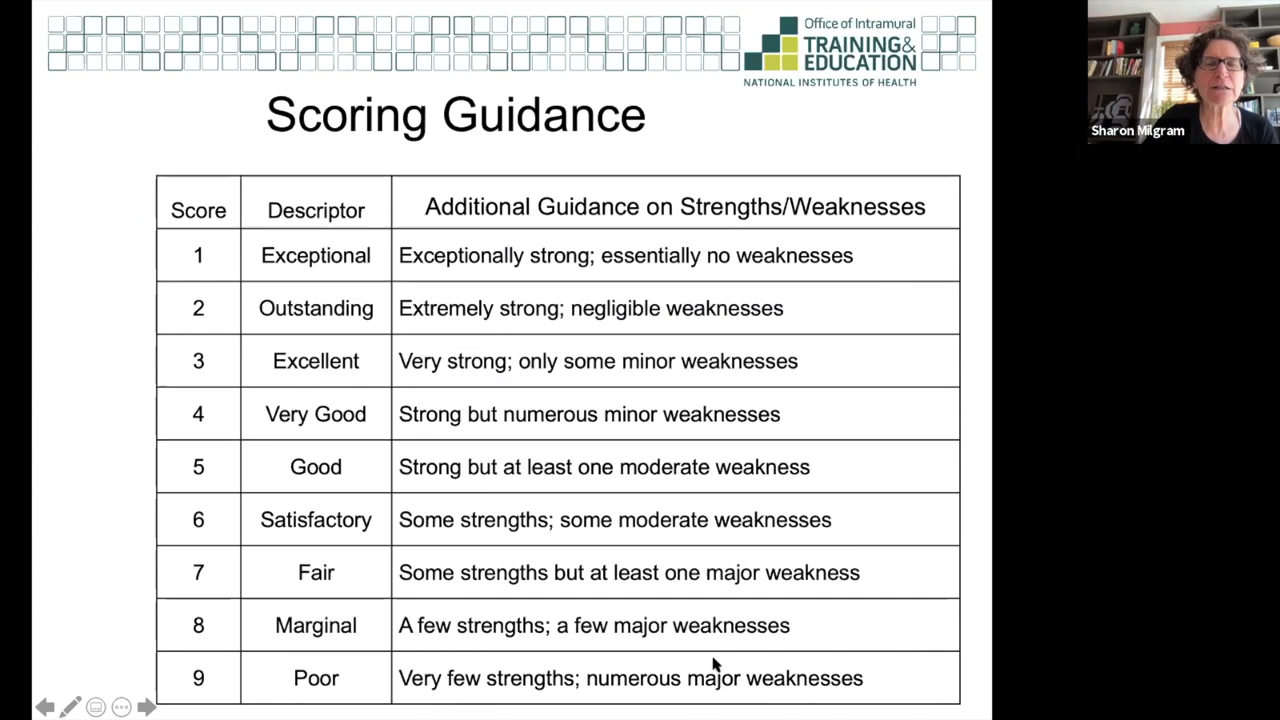 Office of Intramural
TRAINING&
EDUCATION
NATIONAL INSTITUTES OF HEALTH
Sharon Milgram
Scoring Guidance
Score Descriptor Additional Guidance on Strengths/Weaknesses
1 Exceptional Exceptionally strong; essentially no weaknesses
2 Outstanding Extremely strong; negligible weaknesses
3 Excellent Very strong; only some minor weaknesses
4 Very Good Strong but numerous minor weaknesses
5 Good Strong but at least one moderate weakness
6 Satisfactory Some strengths; some moderate weaknesses
7 Fair Some strengths but at least one major weakness
8 Marginal A few strengths; a few major weaknesses
9 Poor Very few strengths; numerous major weaknesses